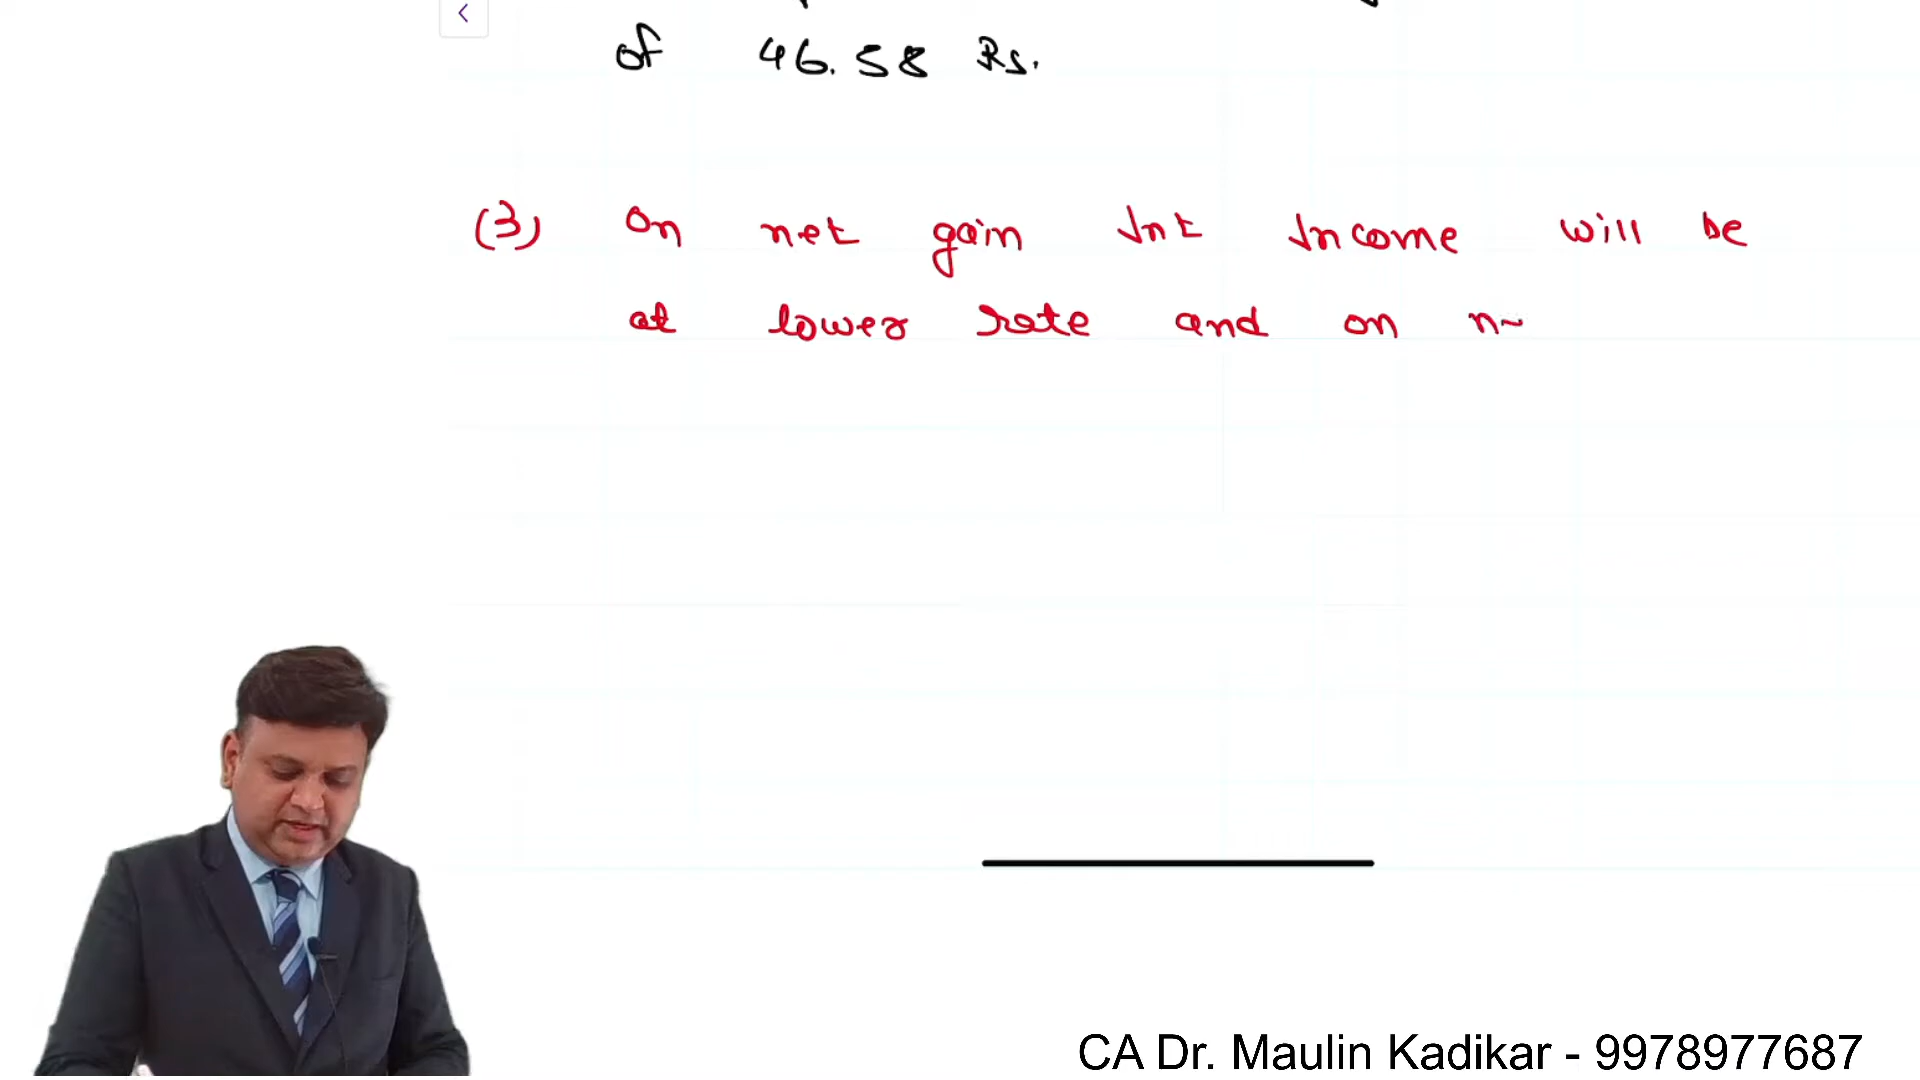 of 46.58 Rs.
(3) On net gain Int Income will be
at lower rate and on
CA Dr. Maulin Kadikar - 9978977687